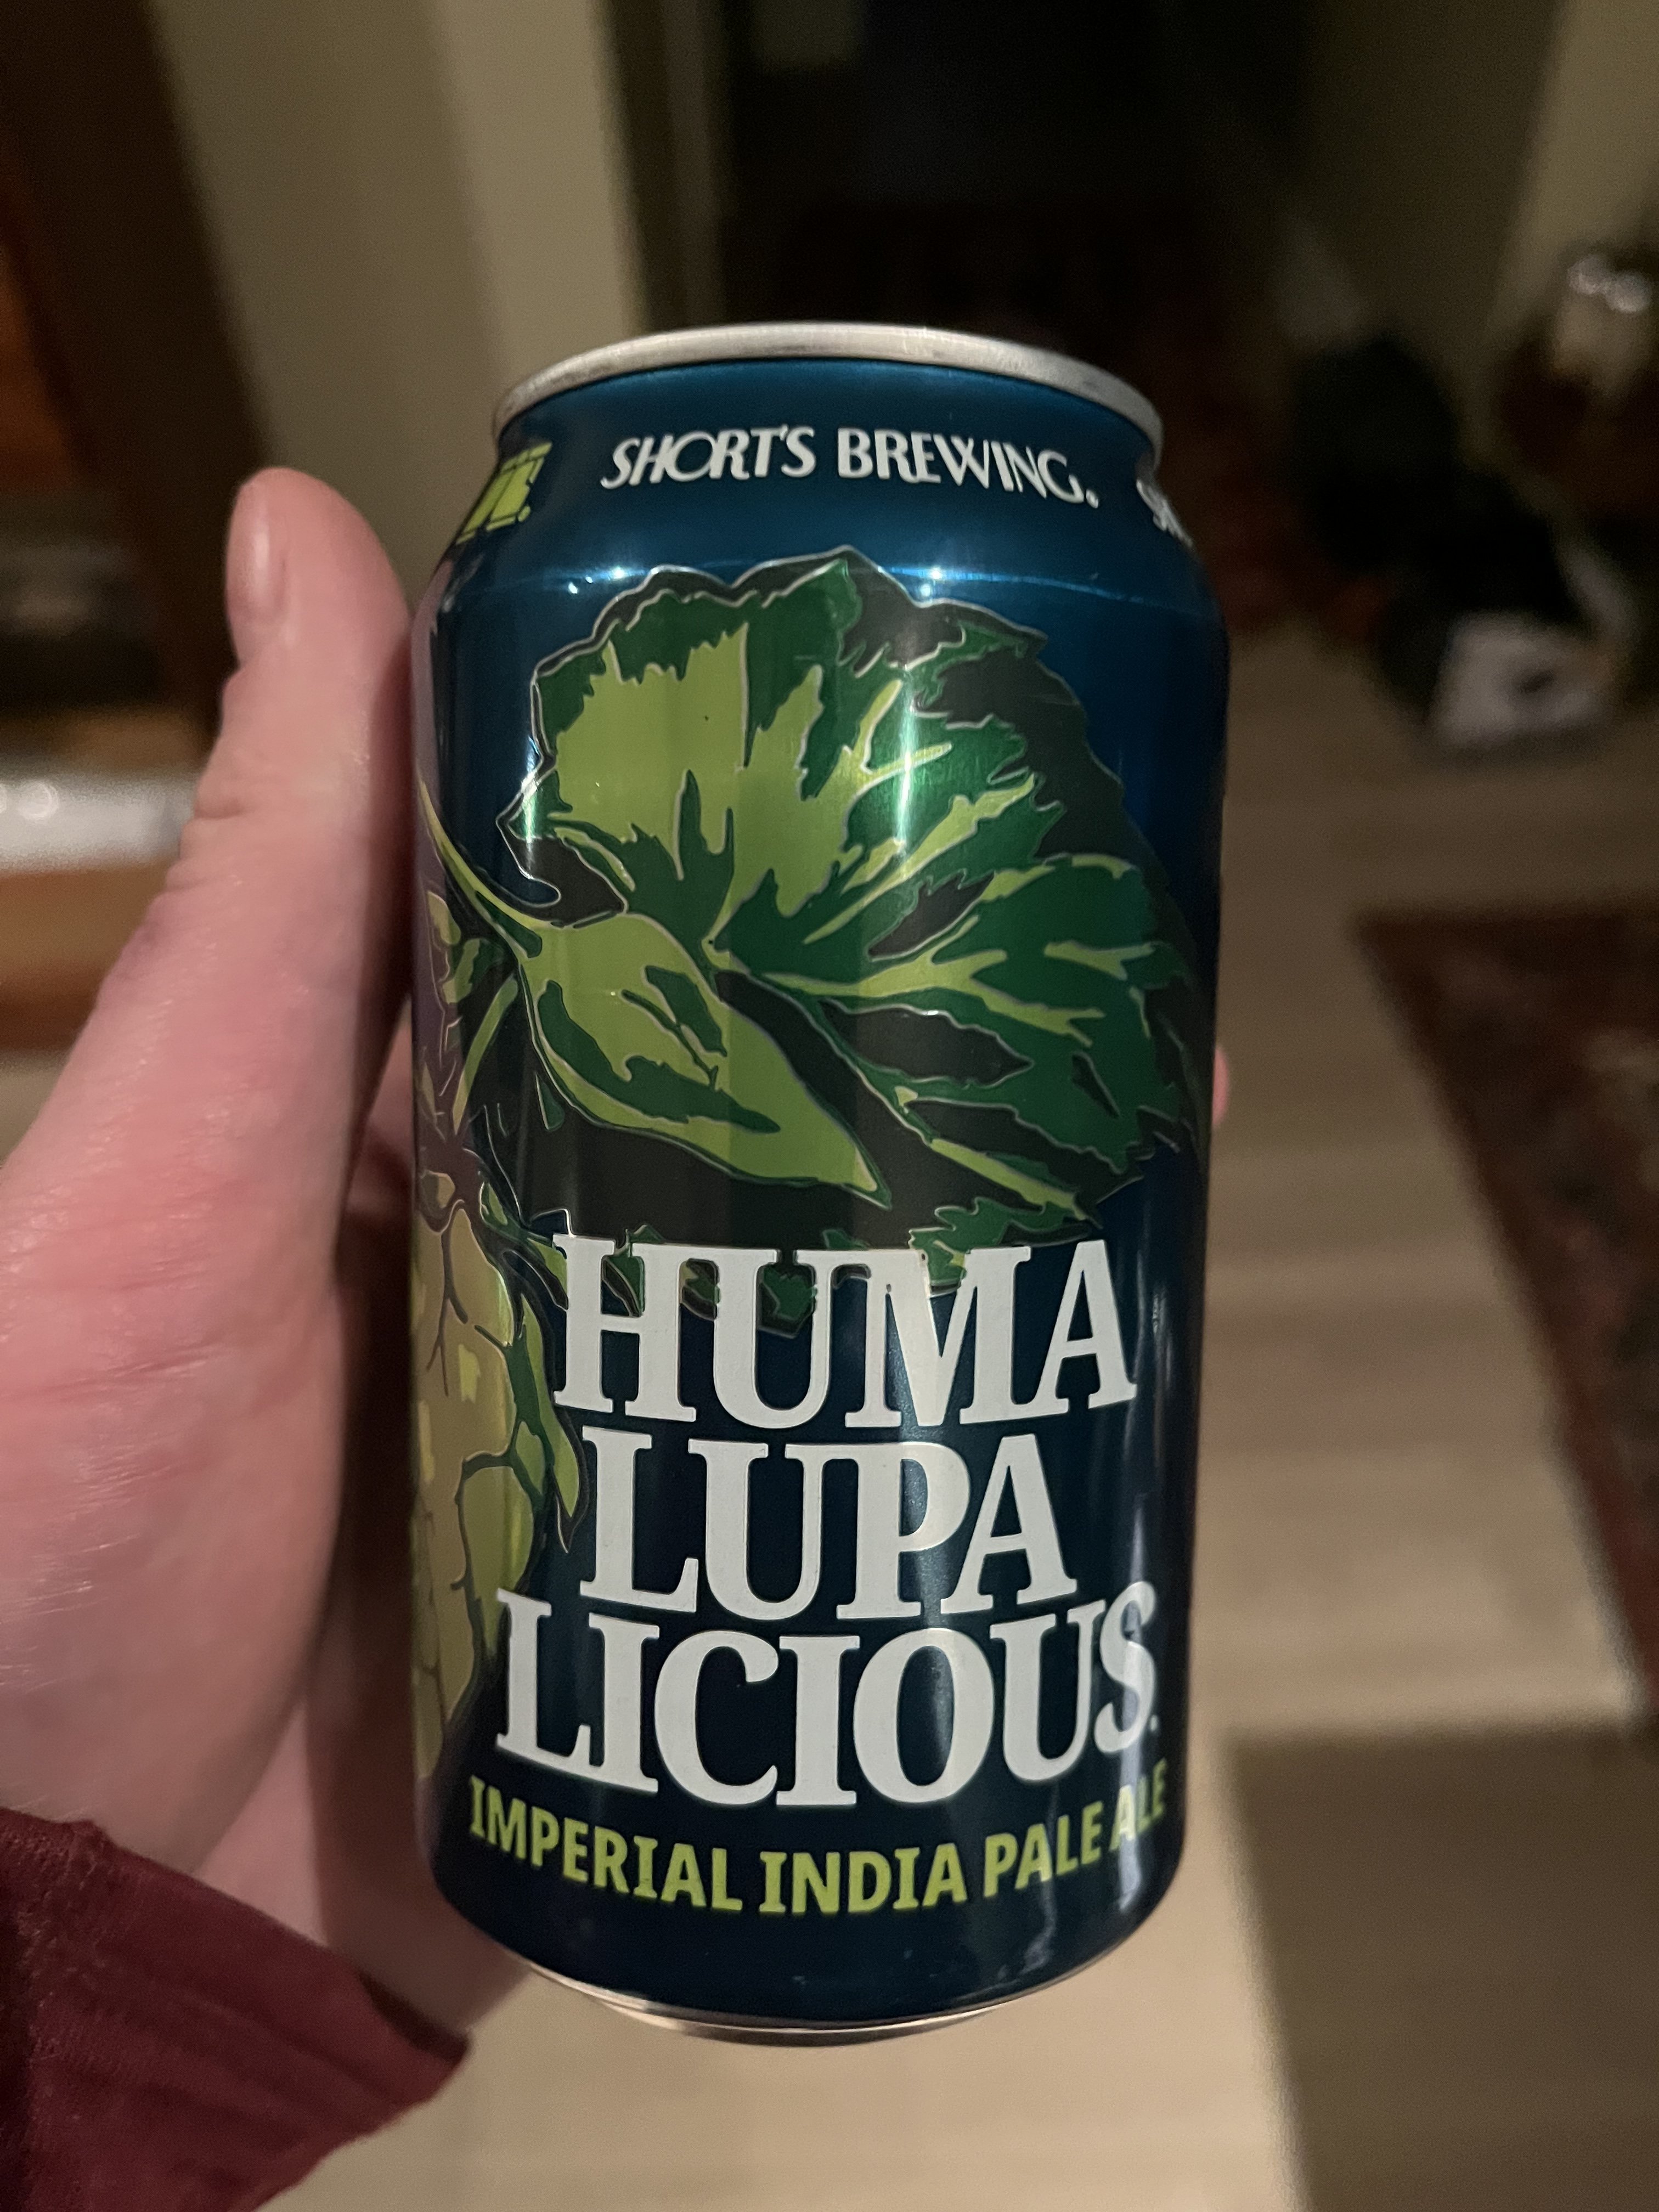 SHORT'S BREWING®
HUMA
LUPA
LICIOUS®
IMPERIAL INDIA PALE ALE